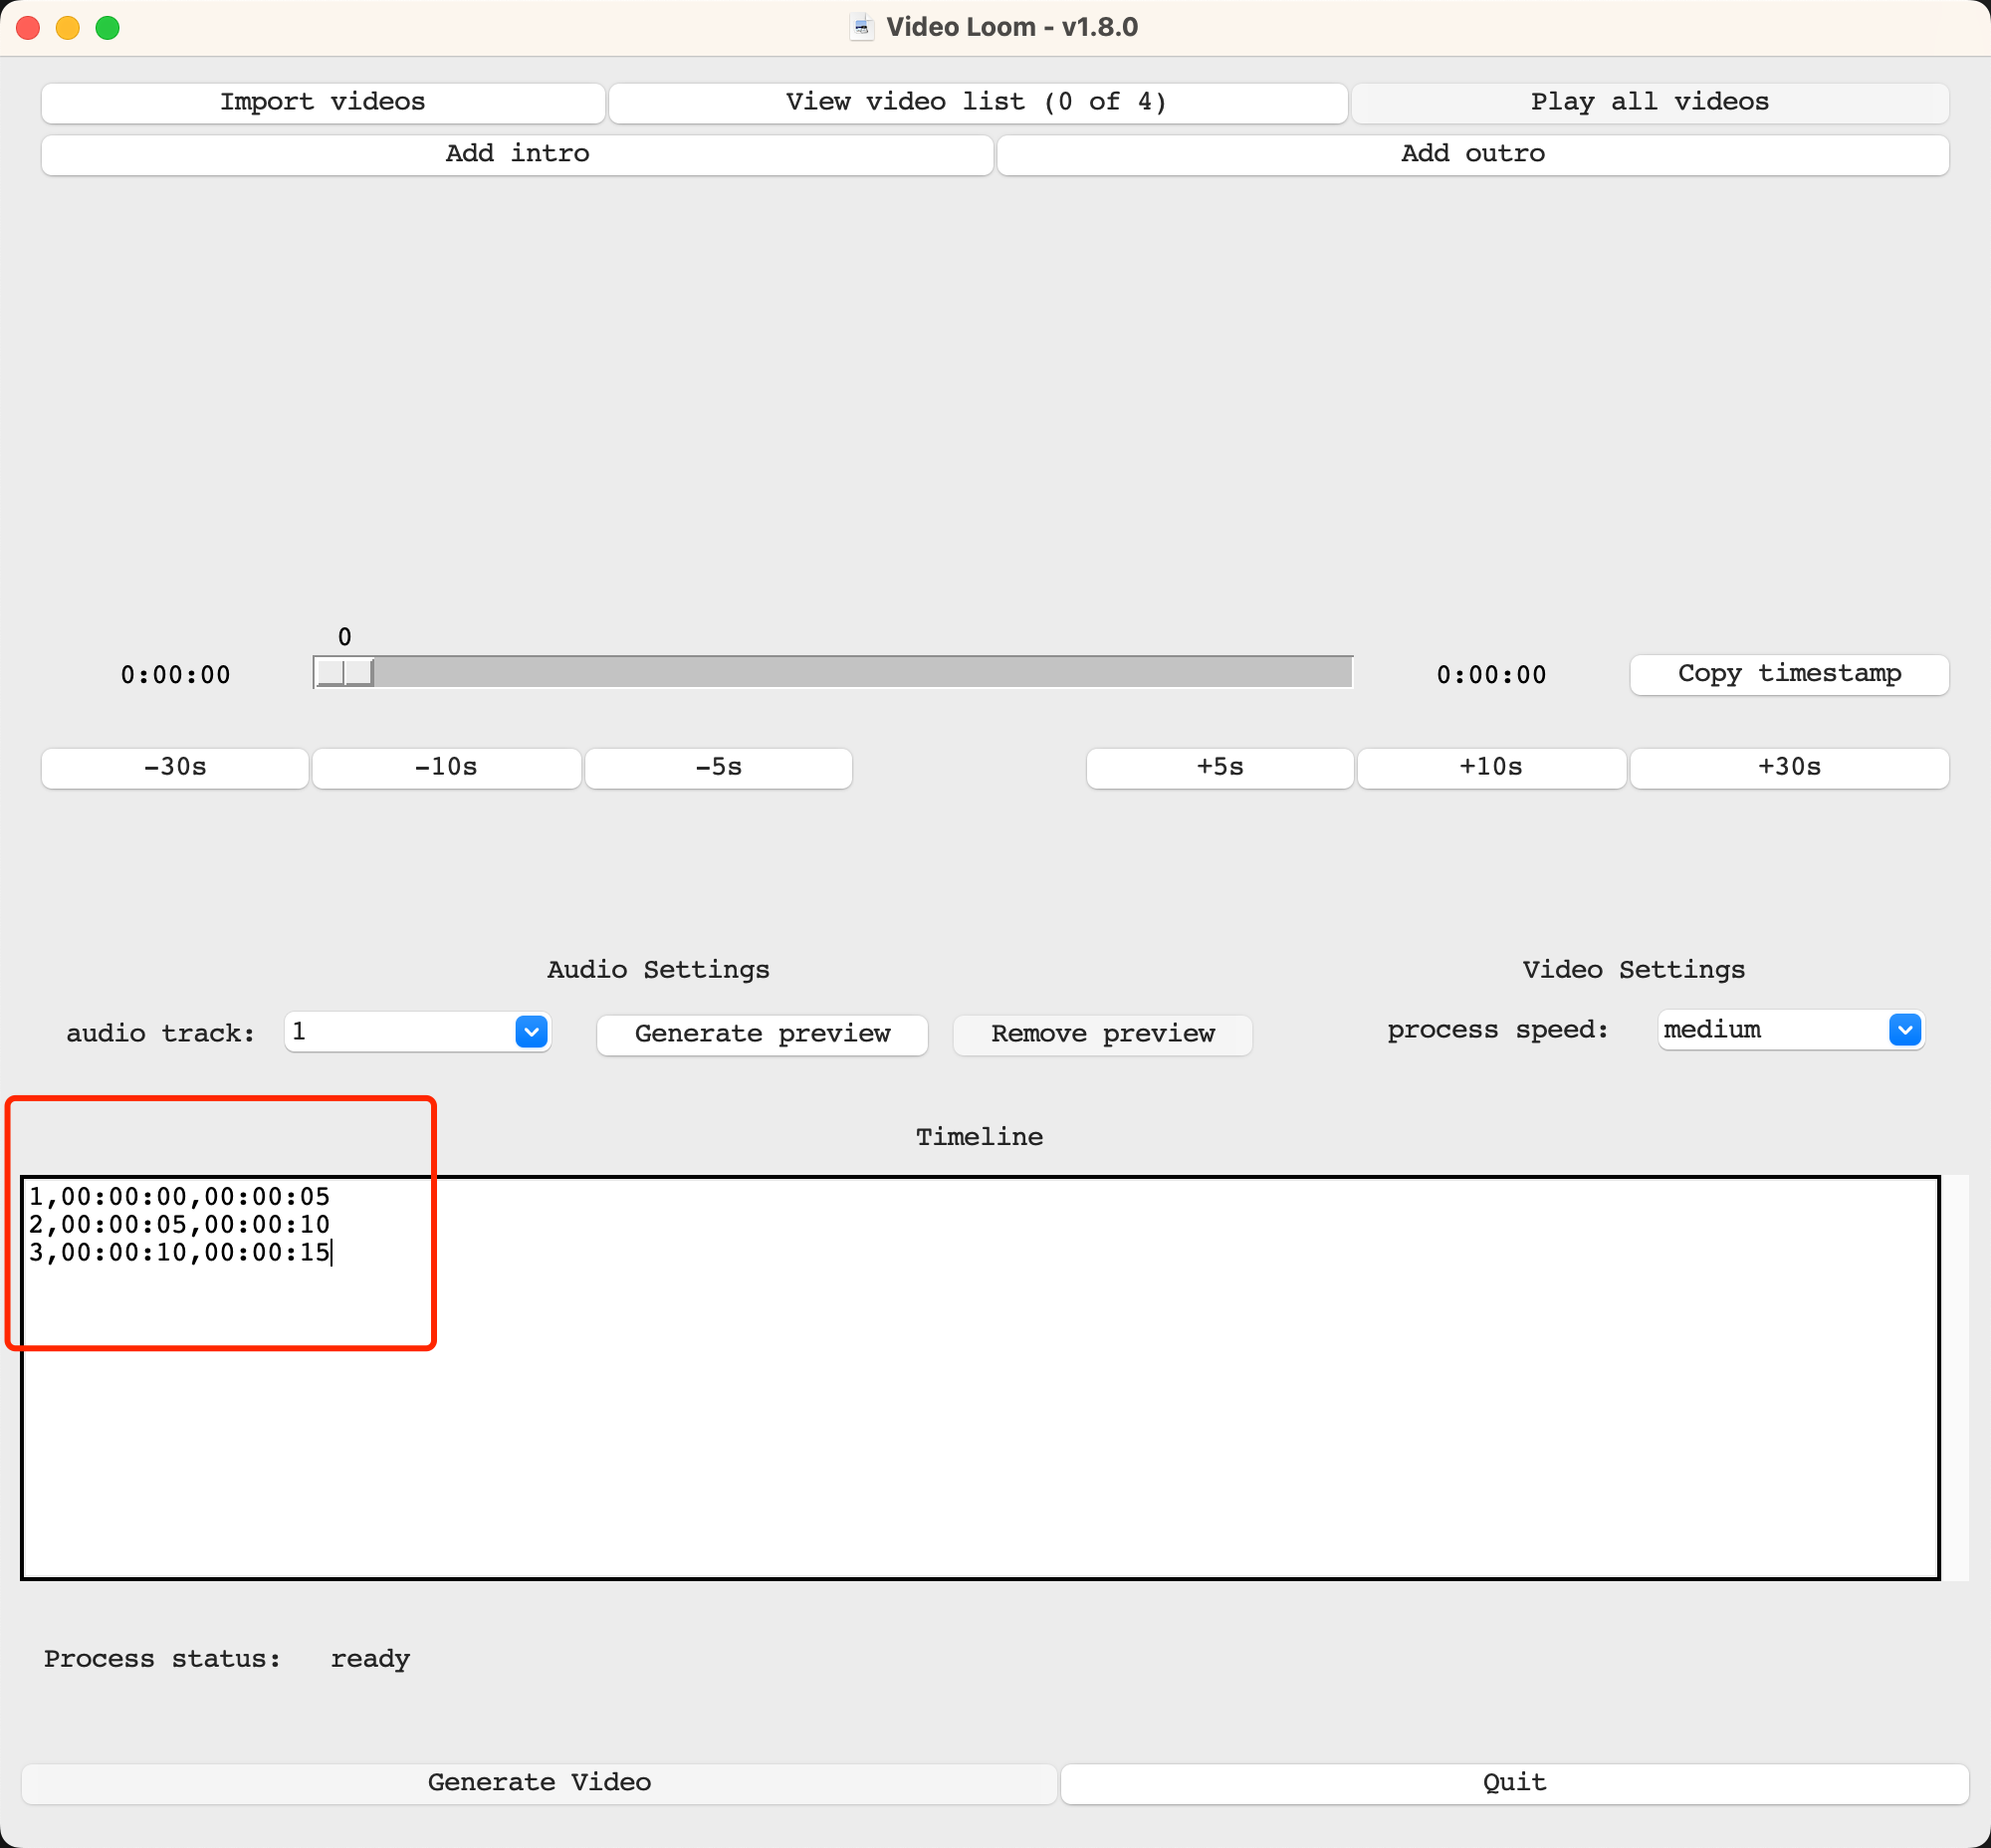 Video Loom - v1.8.0
Import videos
View video list (0 of 4)
Play all videos
Add intro
Add outro
0
0:00:00
0:00:00
Copy timestamp
-30s
-10s
-5s
+5s
+10s
+30s
Audio Settings
Video Settings
audio track:
1
Generate preview
Remove preview
process speed:
medium
Timeline
1,00:00:00,00:00:05
2,00:00:05,00:00:10
3,00:00:10,00:00:15
Process status:
ready
Generate Video
Quit